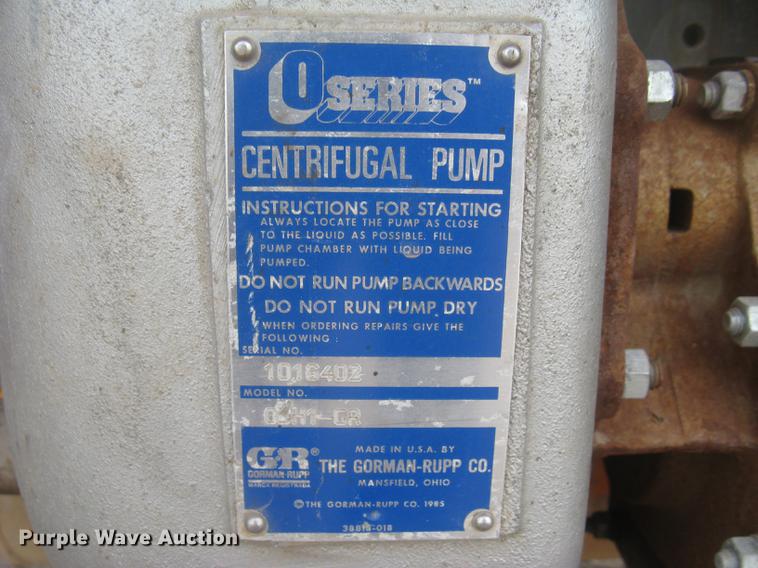 O SERIES™
CENTRIFUGAL PUMP
INSTRUCTIONS FOR STARTING
ALWAYS LOCATE THE PUMP AS CLOSE
TO THE LIQUID AS POSSIBLE. FILL
PUMP CHAMBER WITH LIQUID BEING
PUMPED.
DO NOT RUN PUMP BACKWARDS
DO NOT RUN PUMP DRY
WHEN ORDERING REPAIRS GIVE THE
FOLLOWING :
SERIAL NO.
1016402
MODEL NO.
GR®
GORMAN-RUPP
MADE IN U.S.A. BY
THE GORMAN-RUPP CO.
MANSFIELD, OHIO
©THE GORMAN-RUPP CO. 1985
38818-018
Purple Wave Auction